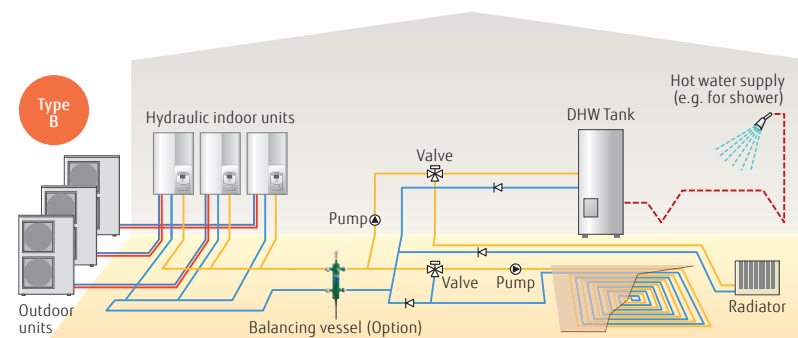 Type
B
Hydraulic indoor units
Hot water supply
(e.g. for shower)
DHW Tank
Valve
Pump
Valve
Pump
Radiator
Outdoor
units
Balancing vessel (Option)